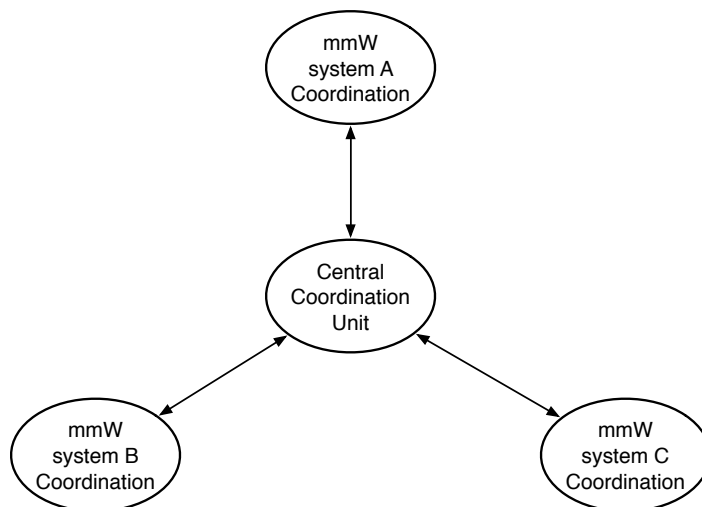 mmW
system A
Coordination
Central
Coordination
Unit
mmW
system B
Coordination
mmW
system C
Coordination